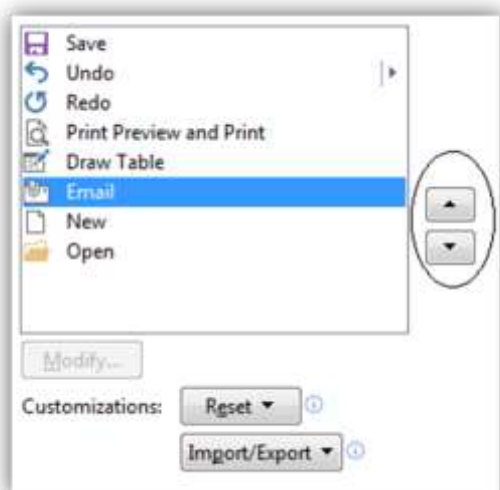 Save
Undo
Redo
Print Preview and Print
Draw Table
Email
New
Open
Modify...
Customizations: Reset
Import/Export